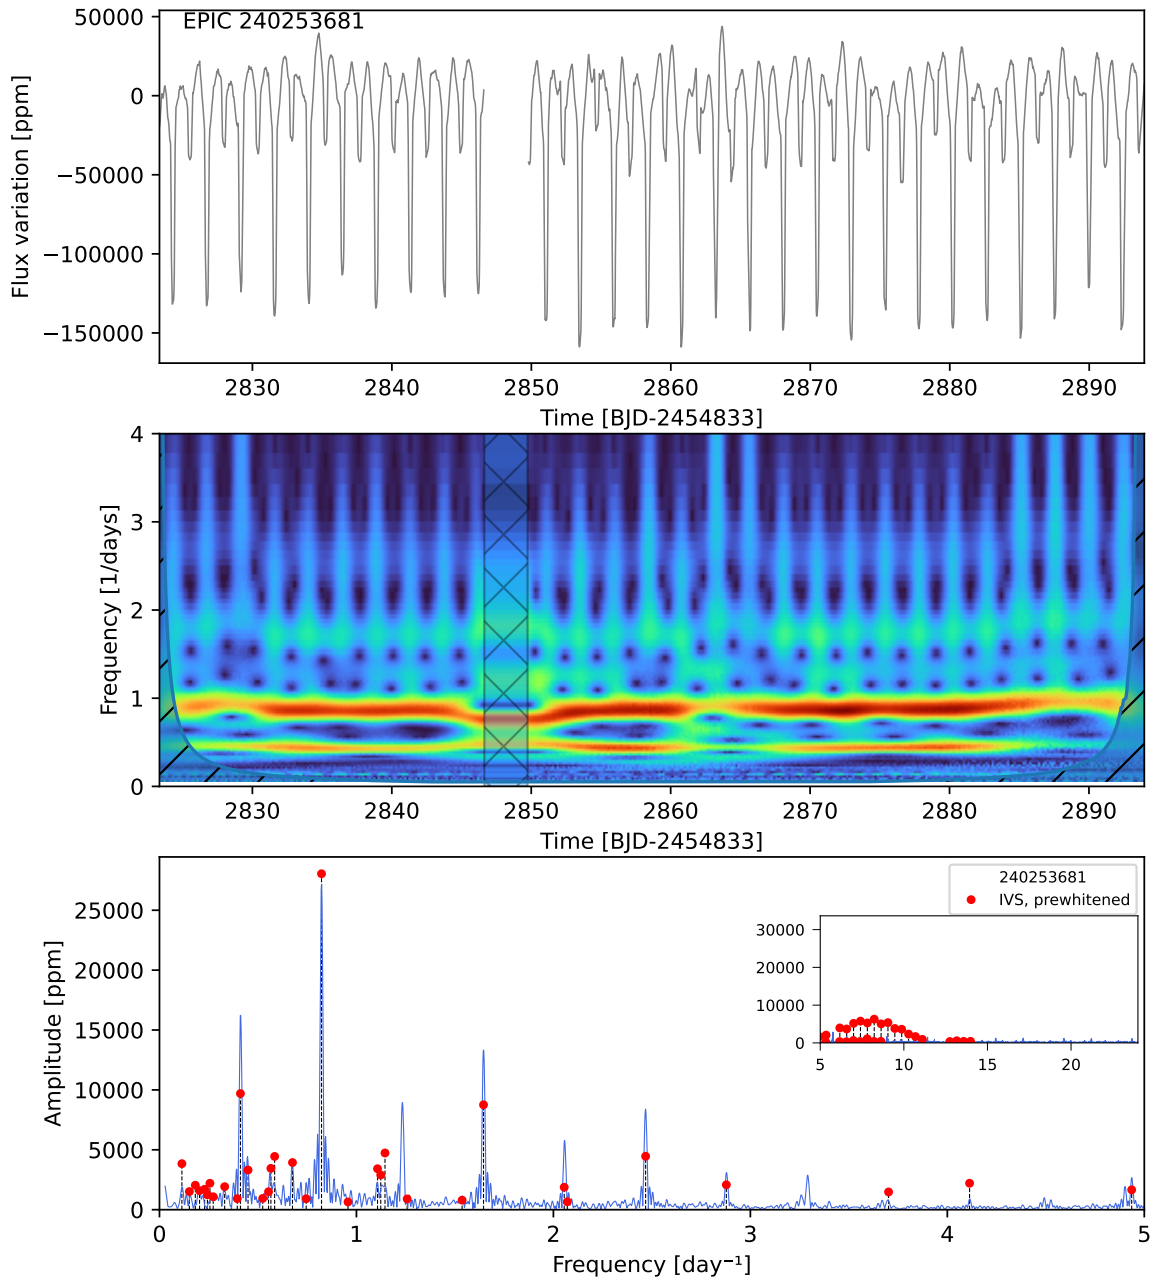 EPIC 240253681
50000
0
−50000
−100000
−150000
Flux variation [ppm]
2830 2840 2850 2860 2870 2880 2890
Time [BJD-2454833]
4
3
2
1
0
Frequency [1/days]
2830 2840 2850 2860 2870 2880 2890
Time [BJD-2454833]
25000
20000
15000
10000
5000
0
Amplitude [ppm]
240253681
IVS, prewhitened
30000
20000
10000
0
5 10 15 20
0 1 2 3 4 5
Frequency [day⁻¹]